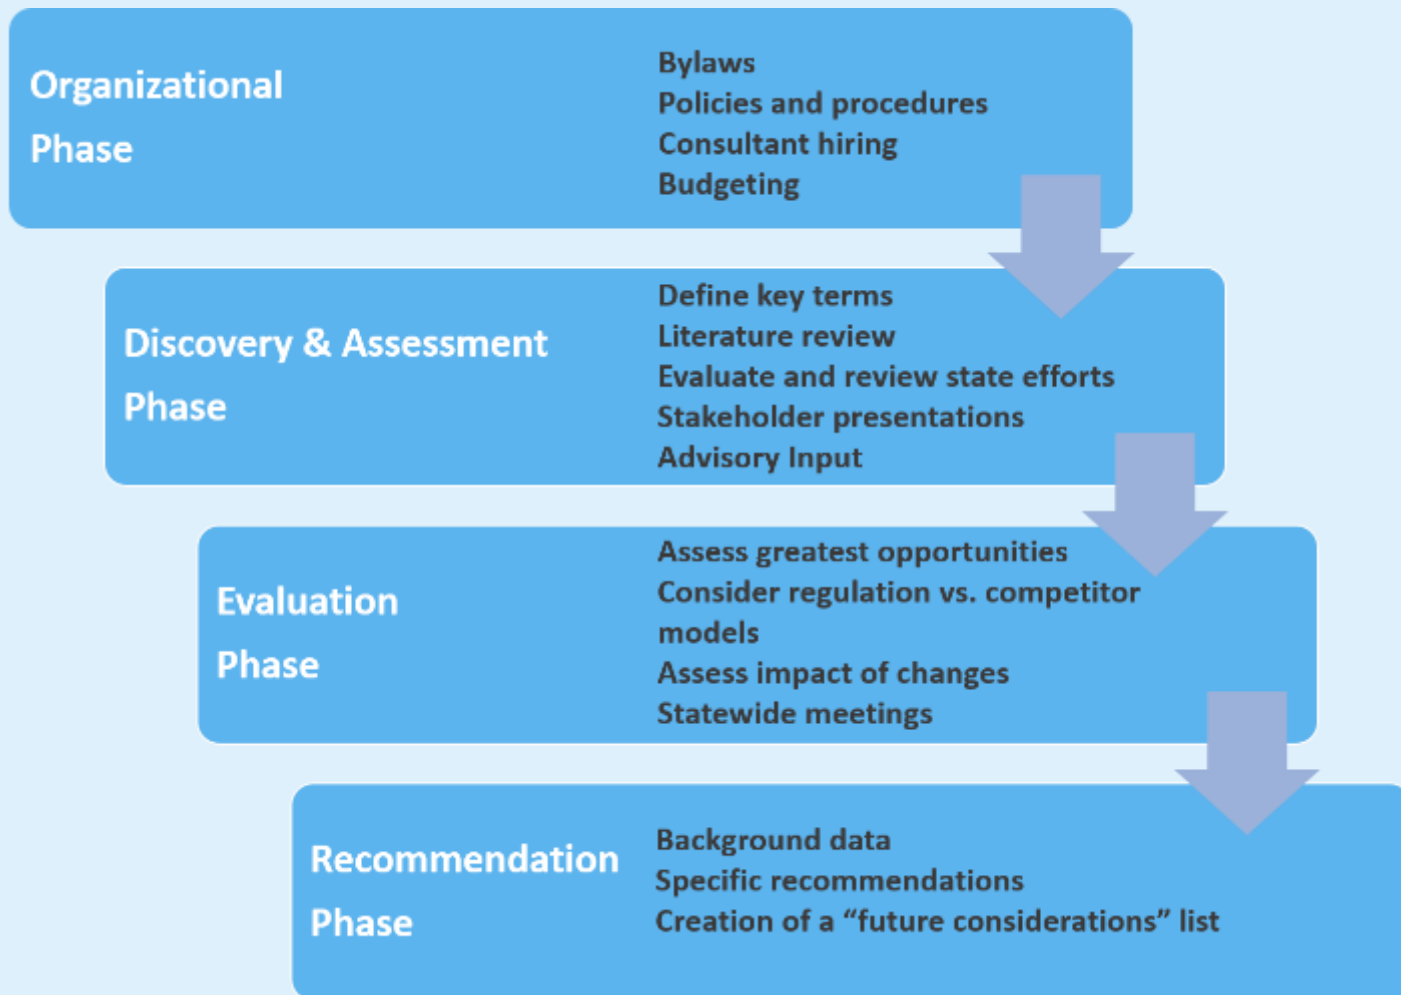 Organizational
Phase
Bylaws
Policies and procedures
Consultant hiring
Budgeting
Discovery & Assessment
Phase
Define key terms
Literature review
Evaluate and review state efforts
Stakeholder presentations
Advisory Input
Evaluation
Phase
Assess greatest opportunities
Consider regulation vs. competitor
models
Assess impact of changes
Statewide meetings
Recommendation
Phase
Background data
Specific recommendations
Creation of a “future considerations” list